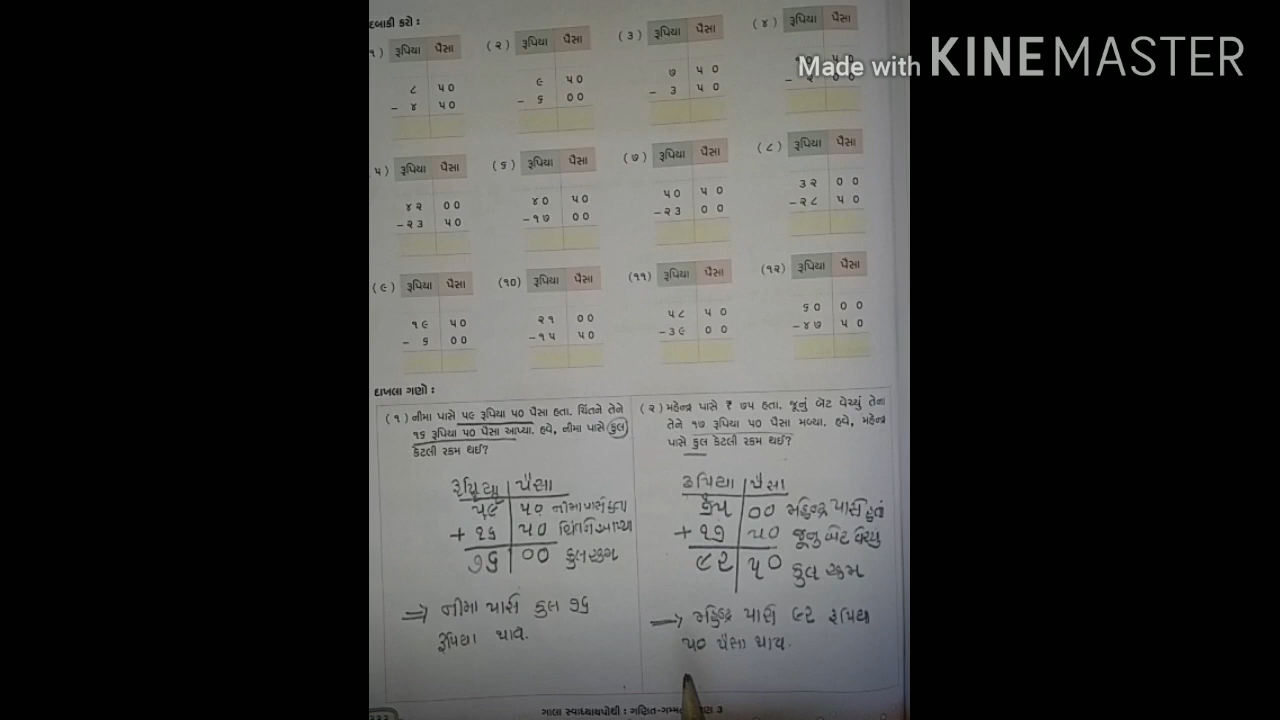 દબાકી કરો :
૧) રૂપિયા પૈસા (૨) રૂપિયા પૈસા (૩) રૂપિયા પૈસા (૪) રૂપિયા પૈસા
Made with KINEMASTER
૮ ૫૦ ૯ ૫૦ ૭ ૫૦
- ૪ ૫૦ - ૬ ૦૦ - ૩ ૫૦
૫) રૂપિયા પૈસા (૬) રૂપિયા પૈસા (૭) રૂપિયા પૈસા (૮) રૂપિયા પૈસા
૪૨ ૦૦ ૪૦ ૫૦ ૫૦ ૫૦ ૩૨ ૦૦
-૨૩ ૫૦ -૧૭ ૦૦ -૨૩ ૦૦ -૨૮ ૫૦
(૯) રૂપિયા પૈસા (૧૦) રૂપિયા પૈસા (૧૧) રૂપિયા પૈસા (૧૨) રૂપિયા પૈસા
૧૯ ૫૦ ૨૧ ૦૦ ૫૮ ૫૦ ૬૦ ૦૦
- ૬ ૦૦ -૧૫ ૫૦ -૩૯ ૦૦ -૪૭ ૫૦
દાખલા ગણો :
(૧) નીમા પાસે ૫૯ રૂપિયા ૫૦ પૈસા હતા. ચિંતને તેને
૧૬ રૂપિયા ૫૦ પૈસા આપ્યા. હવે, નીમા પાસે કુલ
કેટલી રકમ થઈ?
રૂપિયા પૈસા
૫૯ ૫૦ નીમા પાસે હતા
+ ૧૬ ૫૦ ચિંતને આપ્યા
૭૬ ૦૦ કુલ રકમ
⇒ નીમા પાસે કુલ ૭૬
રૂપિયા થાય.
(૨) મહેન્દ્ર પાસે ₹ ૭૫ હતા. જૂનું બૅટ વેચ્યું તેના
તેને ૧૭ રૂપિયા ૫૦ પૈસા મળ્યા. હવે, મહેન્દ્ર
પાસે કુલ કેટલી રકમ થઈ?
રૂપિયા પૈસા
૭૫ ૦૦ મહેન્દ્ર પાસે હતાં
+ ૧૭ ૫૦ જૂનુ બેટ વેચ્યુ
૯૨ ૫૦ કુલ રકમ
⇒ મહેન્દ્ર પાસે ૯૨ રૂપિયા
૫૦ પૈસા થાય.
ગાલા સ્વાધ્યાયપોથી : ગણિત-ગમ્મત